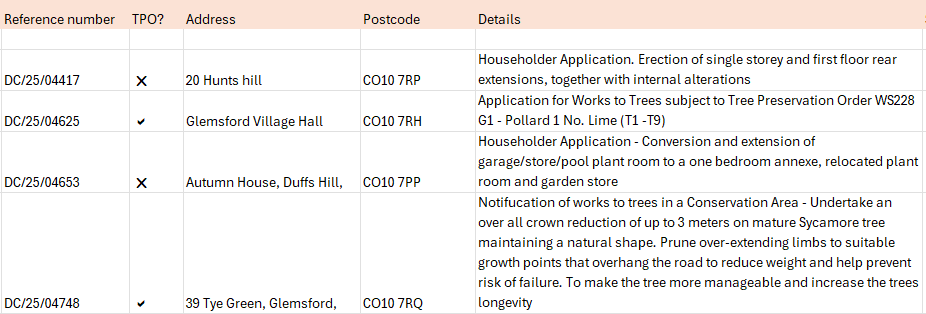 Reference number TPO? Address Postcode Details
Householder Application. Erection of single storey and first floor rear
extensions, together with internal alterations
DC/25/04417 ✕ 20 Hunts hill CO10 7RP
Application for Works to Trees subject to Tree Preservation Order WS228
G1 - Pollard 1 No. Lime (T1 -T9)
DC/25/04625 ✔ Glemsford Village Hall CO10 7RH
Householder Application - Conversion and extension of
garage/store/pool plant room to a one bedroom annexe, relocated plant
room and garden store
DC/25/04653 ✕ Autumn House, Duffs Hill, CO10 7PP
Notifucation of works to trees in a Conservation Area - Undertake an
over all crown reduction of up to 3 meters on mature Sycamore tree
maintaining a natural shape. Prune over-extending limbs to suitable
growth points that overhang the road to reduce weight and help prevent
risk of failure. To make the tree more manageable and increase the trees
longevity
DC/25/04748 ✔ 39 Tye Green, Glemsford, CO10 7RQ